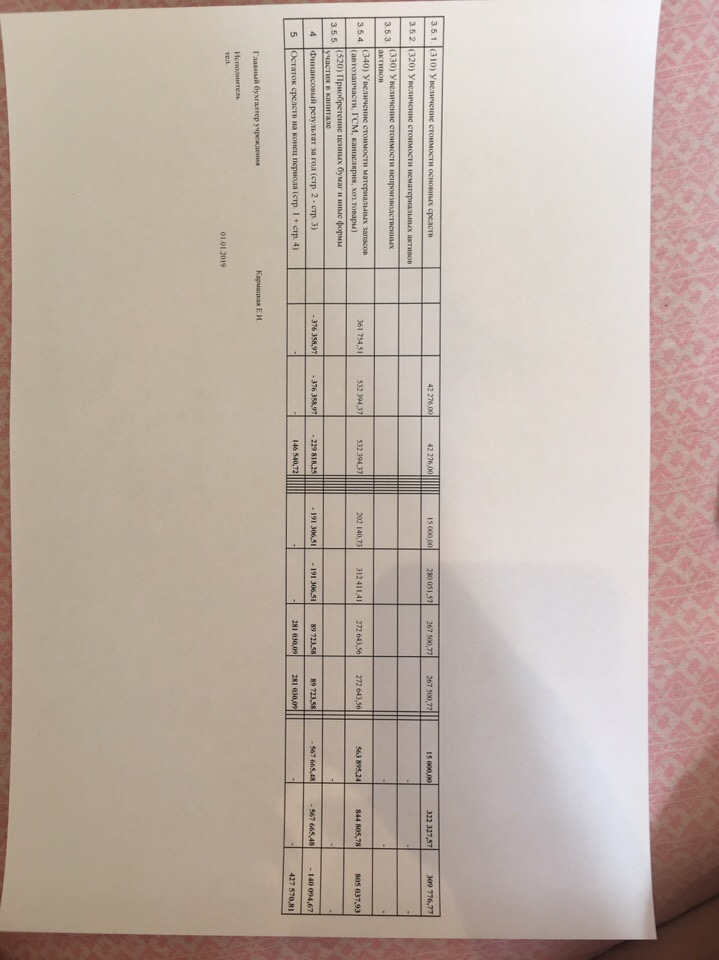 3.5.1 (310) Увеличение стоимости основных средств 42 276,00 42 276,00 15 000,00 280 051,57 267 500,77 267 500,77 15 000,00 322 327,57 309 776,77
3.5.2 (320) Увеличение стоимости нематериальных активов - - -
3.5.3 (330) Увеличение стоимости непроизводственных
активов - - -
3.5.4 (340) Увеличение стоимости материальных запасов
(автозапчасти, ГСМ, канцелярия, хоз.товары) 361 754,51 532 394,37 532 394,37 202 140,73 312 411,41 272 643,56 272 643,56 563 895,24 844 805,78 805 037,93
3.5.5 (520) Приобретение ценных бумаг и иные формы
участия в капитале - - -
4 Финансовый результат за год (стр. 2 - стр. 3) - 376 358,97 - 376 358,97 - 229 818,25 - 191 306,51 - 191 306,51 89 723,58 89 723,58 - 567 665,48 - 567 665,48 - 140 094,67
5 Остаток средств на конец периода (стр. 1 + стр. 4) - - 146 540,72 - - 281 030,09 281 030,09 - - 427 570,81
Главный бухгалтер учреждения Кармацкая Е.И.
Исполнитель 01.01.2019
тел.